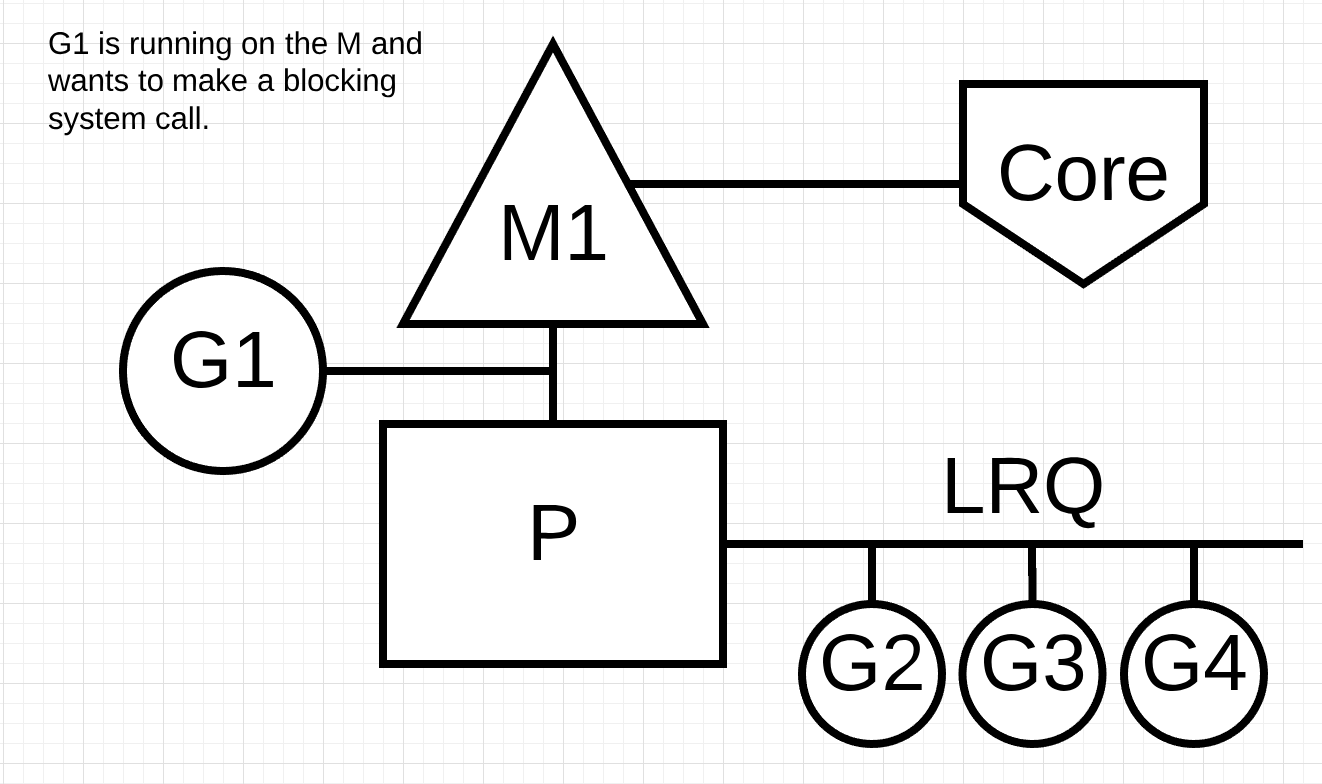 G1 is running on the M and
wants to make a blocking
system call.
Core
M1
G1
LRQ
P
G2 G3 G4